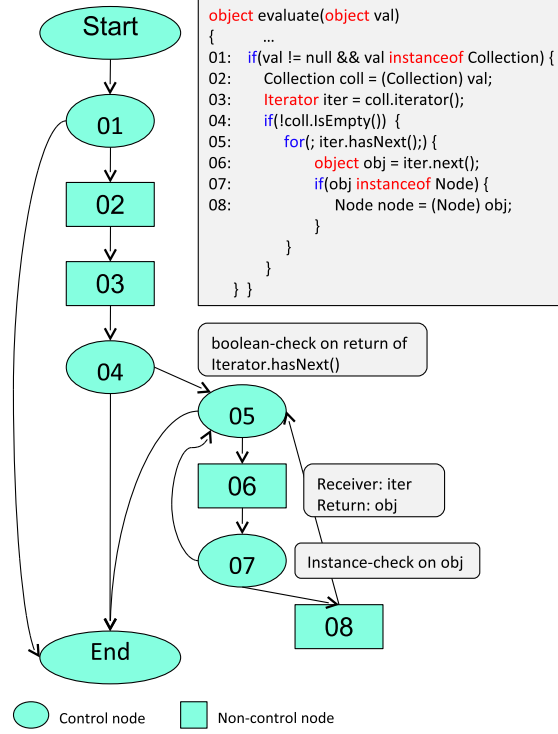 Start
object evaluate(object val)
{ ...
01: if(val != null && val instanceof Collection) {
02: Collection coll = (Collection) val;
03: Iterator iter = coll.iterator();
04: if(!coll.IsEmpty()) {
05: for(; iter.hasNext();) {
06: object obj = iter.next();
07: if(obj instanceof Node) {
08: Node node = (Node) obj;
}
}
}
} }
01
02
03
04
boolean-check on return of
Iterator.hasNext()
05
06
Receiver: iter
Return: obj
07
Instance-check on obj
08
End
Control node
Non-control node